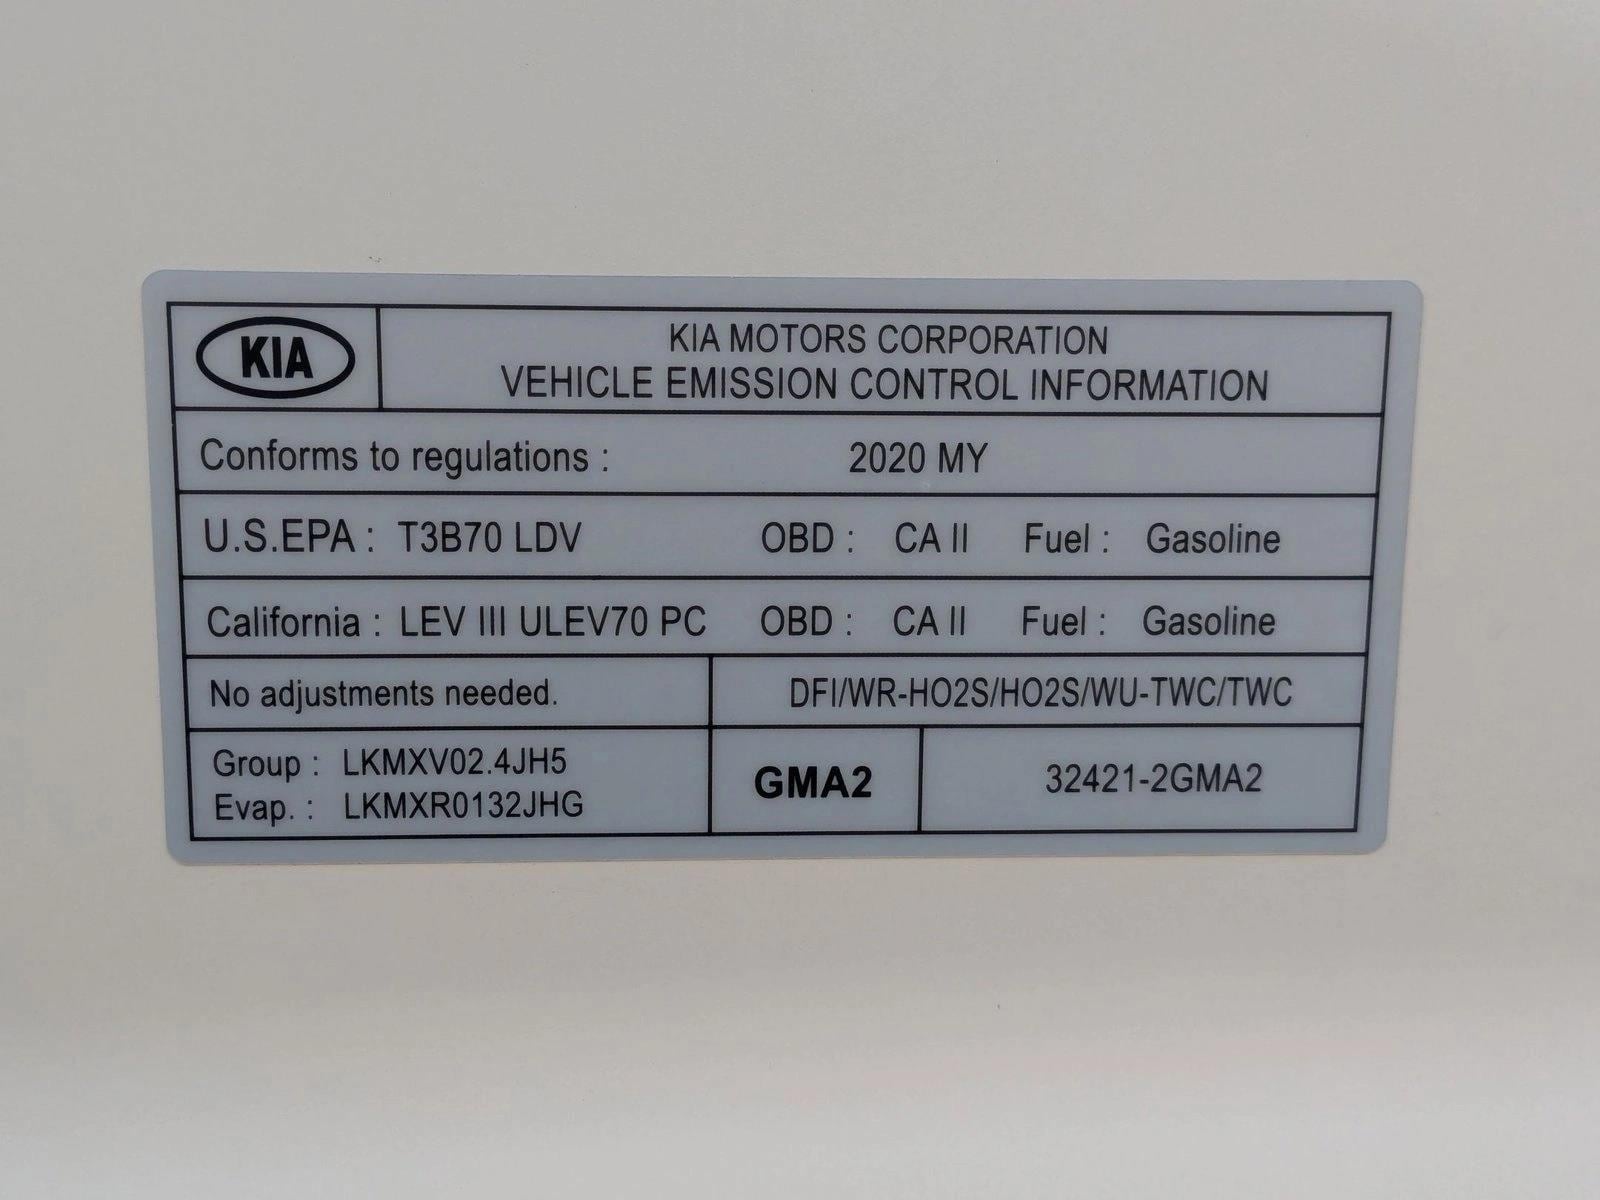 KIA
KIA MOTORS CORPORATION
VEHICLE EMISSION CONTROL INFORMATION
Conforms to regulations : 2020 MY
U.S.EPA : T3B70 LDV OBD : CA II Fuel : Gasoline
California : LEV III ULEV70 PC OBD : CA II Fuel : Gasoline
No adjustments needed. DFI/WR-HO2S/HO2S/WU-TWC/TWC
Group : LKMXV02.4JH5
Evap. : LKMXR0132JHG
GMA2
32421-2GMA2